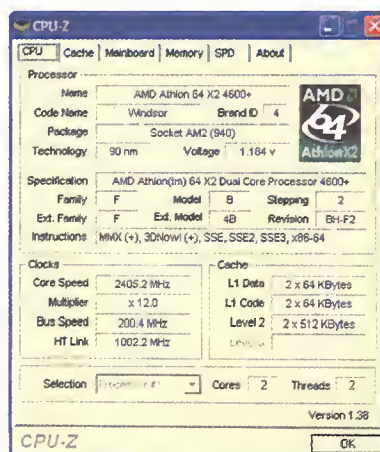 CPU-Z
CPU Cache Mainboard Memory SPD About
Processor
Name AMD Athlon 64 X2 4600+
Code Name Windsor Brand ID 4
Package Socket AM2 (940)
Technology 90 nm Voltage 1.184 v
AMD
64
Athlon X2
Specification AMD Athlon(tm) 64 X2 Dual Core Processor 4600+
Family F Model B Stepping 2
Ext. Family F Ext. Model 4B Revision BH-F2
Instructions MMX (+), 3DNow! (+), SSE, SSE2, SSE3, x86-64
Clocks
Core Speed 2405.2 MHz
Multiplier x 12.0
Bus Speed 200.4 MHz
HT Link 1002.2 MHz
Cache
L1 Data 2 x 64 KBytes
L1 Code 2 x 64 KBytes
Level 2 2 x 512 KBytes
Selection Cores 2 Threads 2
Version 1.38
CPU-Z OK